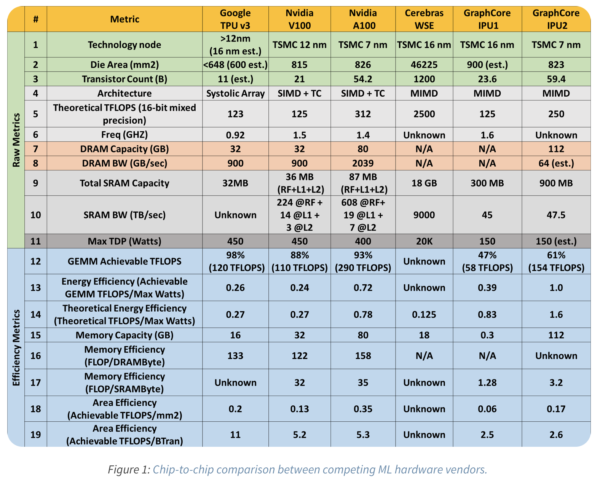 # Metric Google TPU v3 Nvidia V100 Nvidia A100 Cerebras WSE GraphCore IPU1 GraphCore IPU2
Raw Metrics
1 Technology node >12nm (16 nm est.) TSMC 12 nm TSMC 7 nm TSMC 16 nm TSMC 16 nm TSMC 7 nm
2 Die Area (mm2) <648 (600 est.) 815 826 46225 900 (est.) 823
3 Transistor Count (B) 11 (est.) 21 54.2 1200 23.6 59.4
4 Architecture Systolic Array SIMD + TC SIMD + TC MIMD MIMD MIMD
5 Theoretical TFLOPS (16-bit mixed precision) 123 125 312 2500 125 250
6 Freq (GHZ) 0.92 1.5 1.4 Unknown 1.6 Unknown
7 DRAM Capacity (GB) 32 32 80 N/A N/A 112
8 DRAM BW (GB/sec) 900 900 2039 N/A N/A 64 (est.)
9 Total SRAM Capacity 32MB 36 MB (RF+L1+L2) 87 MB (RF+L1+L2) 18 GB 300 MB 900 MB
10 SRAM BW (TB/sec) Unknown 224 @RF + 14 @L1 + 3 @L2 608 @RF+ 19 @L1 + 7 @L2 9000 45 47.5
11 Max TDP (Watts) 450 450 400 20K 150 150 (est.)
Efficiency Metrics
12 GEMM Achievable TFLOPS 98% (120 TFLOPS) 88% (110 TFLOPS) 93% (290 TFLOPS) Unknown 47% (58 TFLOPS) 61% (154 TFLOPS)
13 Energy Efficiency (Achievable GEMM TFLOPS/Max Watts) 0.26 0.24 0.72 Unknown 0.39 1.0
14 Theoretical Energy Efficiency (Theoretical TFLOPS/Max Watts) 0.27 0.27 0.78 0.125 0.83 1.6
15 Memory Capacity (GB) 16 32 80 18 0.3 112
16 Memory Efficiency (FLOP/DRAMByte) 133 122 158 N/A N/A Unknown
17 Memory Efficiency (FLOP/SRAMByte) Unknown 32 35 Unknown 1.28 3.2
18 Area Efficiency (Achievable TFLOPS/mm2) 0.2 0.13 0.35 Unknown 0.06 0.17
19 Area Efficiency (Achievable TFLOPS/BTran) 11 5.2 5.3 Unknown 2.5 2.6
Figure 1: Chip-to-chip comparison between competing ML hardware vendors.